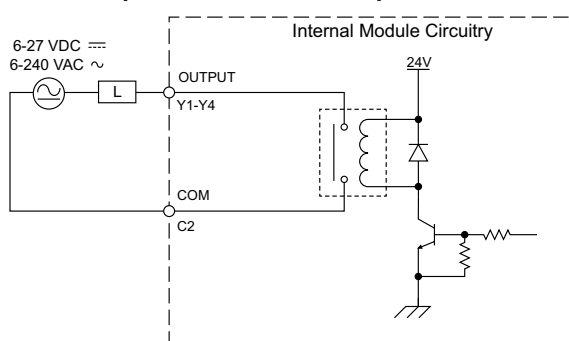 Internal Module Circuitry
6-27 VDC ⎓
6-240 VAC ∿
24V
OUTPUT
L
Y1-Y4
COM
C2